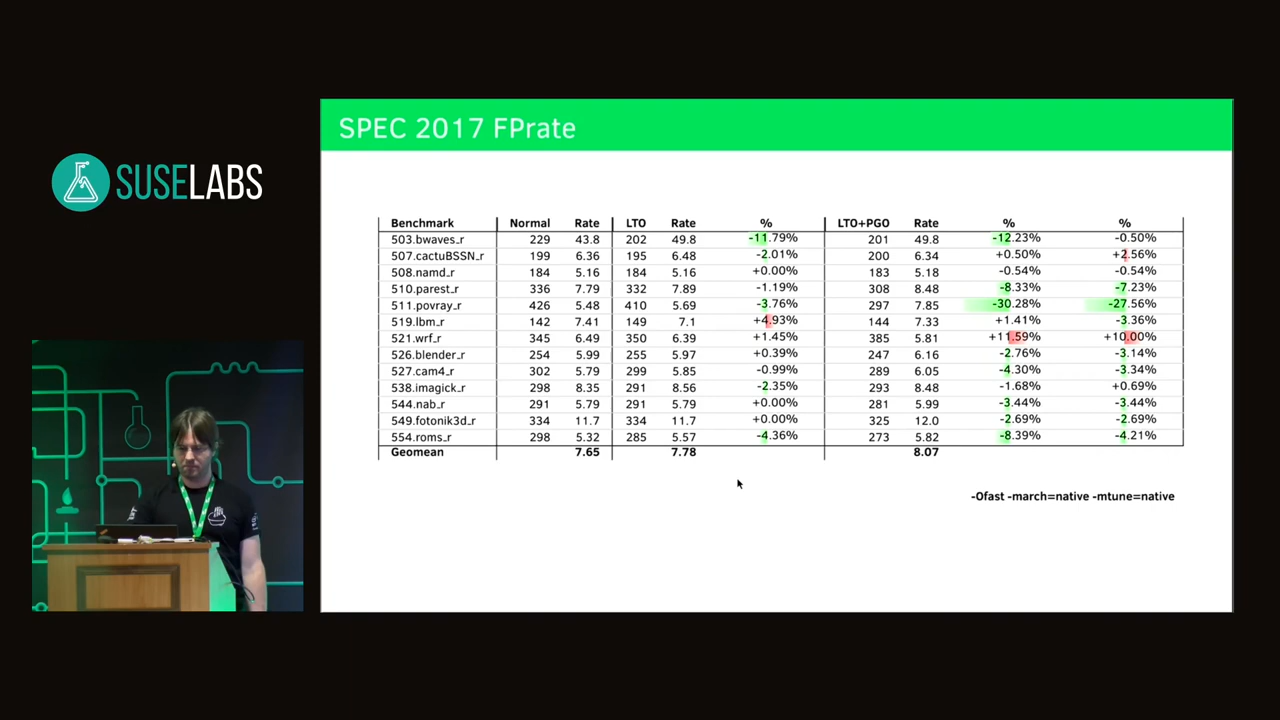 SUSELABS
SPEC 2017 FPrate
Benchmark Normal Rate LTO Rate % LTO+PGO Rate % %
503.bwaves_r 229 43.8 202 49.8 -11.79% 201 49.8 -12.23% -0.50%
507.cactuBSSN_r 199 6.36 195 6.48 -2.01% 200 6.34 +0.50% +2.56%
508.namd_r 184 5.16 184 5.16 +0.00% 183 5.18 -0.54% -0.54%
510.parest_r 336 7.79 332 7.89 -1.19% 308 8.48 -8.33% -7.23%
511.povray_r 426 5.48 410 5.69 -3.76% 297 7.85 -30.28% -27.56%
519.lbm_r 142 7.41 149 7.1 +4.93% 144 7.33 +1.41% -3.36%
521.wrf_r 345 6.49 350 6.39 +1.45% 385 5.81 +11.59% +10.00%
526.blender_r 254 5.99 255 5.97 +0.39% 247 6.16 -2.76% -3.14%
527.cam4_r 302 5.79 299 5.85 -0.99% 289 6.05 -4.30% -3.34%
538.imagick_r 298 8.35 291 8.56 -2.35% 293 8.48 -1.68% +0.69%
544.nab_r 291 5.79 291 5.79 +0.00% 281 5.99 -3.44% -3.44%
549.fotonik3d_r 334 11.7 334 11.7 +0.00% 325 12.0 -2.69% -2.69%
554.roms_r 298 5.32 285 5.57 -4.36% 273 5.82 -8.39% -4.21%
Geomean 7.65 7.78 8.07
-Ofast -march=native -mtune=native